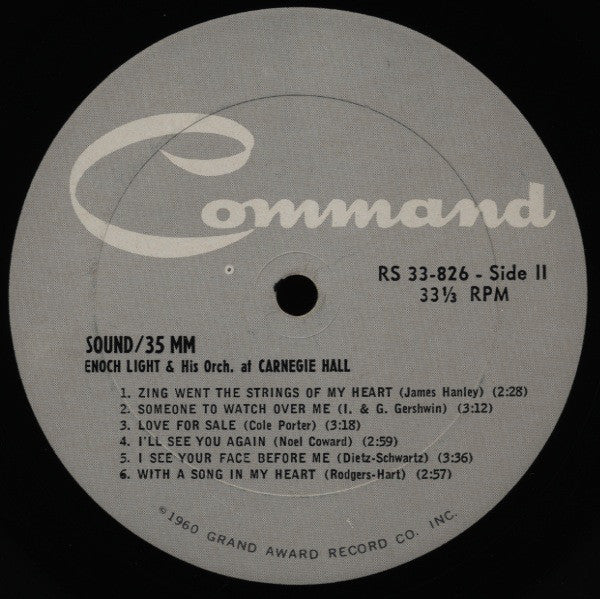 Command
RS 33-826 - Side II
33⅓ RPM
SOUND/35 MM
ENOCH LIGHT & His Orch. at CARNEGIE HALL
1. ZING WENT THE STRINGS OF MY HEART (James Hanley) (2:28)
2. SOMEONE TO WATCH OVER ME (I. & G. Gershwin) (3:12)
3. LOVE FOR SALE (Cole Porter) (3:18)
4. I'LL SEE YOU AGAIN (Noel Coward) (2:59)
5. I SEE YOUR FACE BEFORE ME (Dietz-Schwartz) (3:36)
6. WITH A SONG IN MY HEART (Rodgers-Hart) (2:57)
©1960 GRAND AWARD RECORD CO. INC.